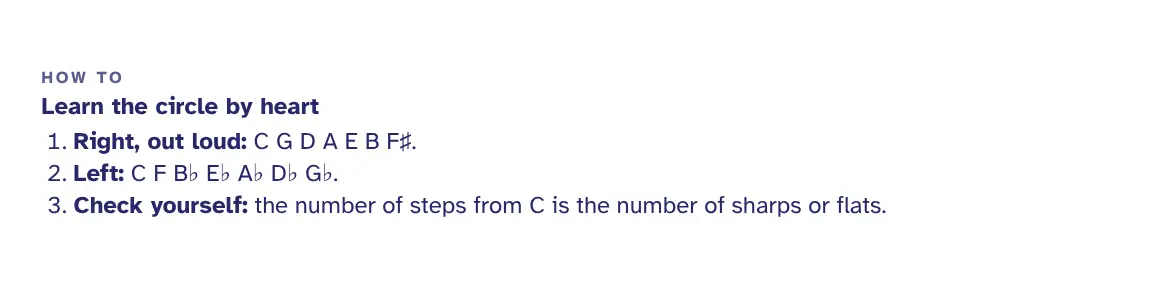 HOW TO
Learn the circle by heart
1. Right, out loud: C G D A E B F♯.
2. Left: C F B♭ E♭ A♭ D♭ G♭.
3. Check yourself: the number of steps from C is the number of sharps or flats.